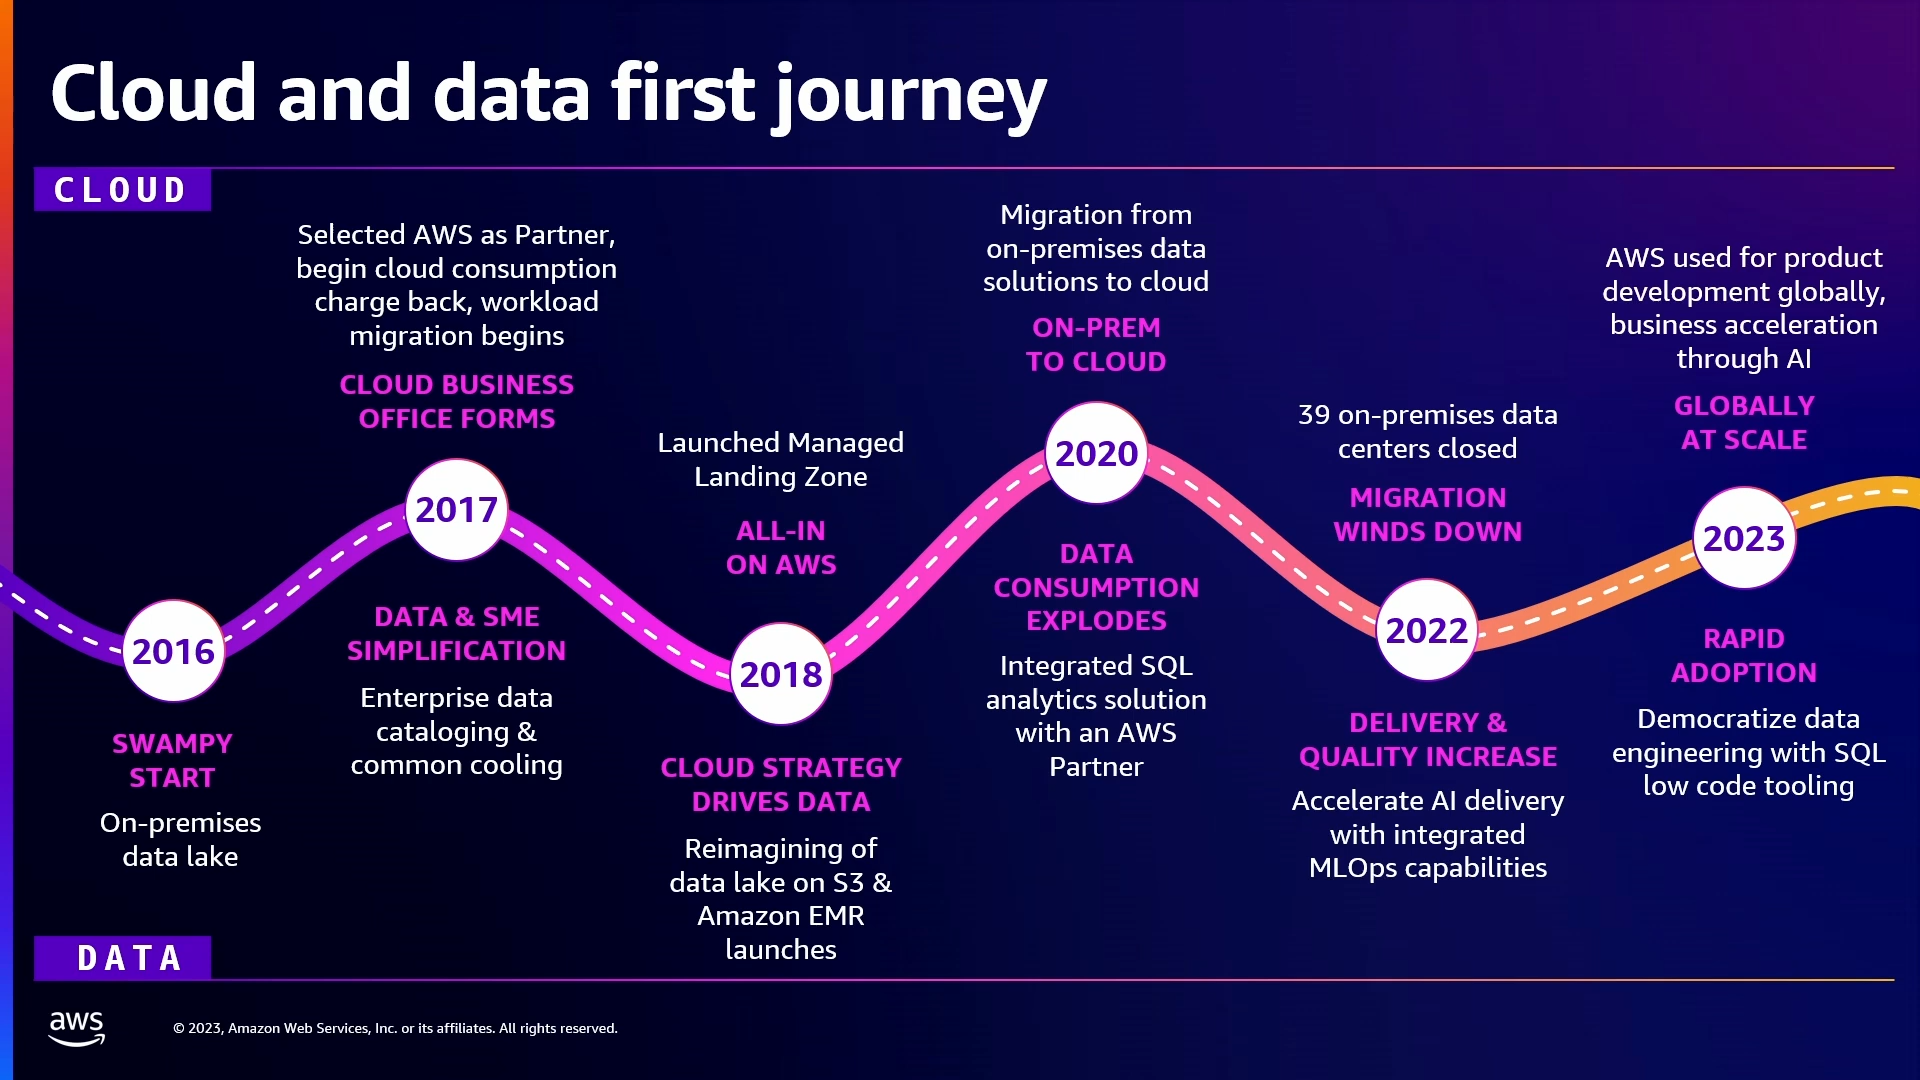 Cloud and data first journey
CLOUD
Selected AWS as Partner,
begin cloud consumption
charge back, workload
migration begins
CLOUD BUSINESS
OFFICE FORMS
Launched Managed
Landing Zone
ALL-IN
ON AWS
Migration from
on-premises data
solutions to cloud
ON-PREM
TO CLOUD
39 on-premises data
centers closed
MIGRATION
WINDS DOWN
AWS used for product
development globally,
business acceleration
through AI
GLOBALLY
AT SCALE
2016
2017
2018
2020
2022
2023
SWAMPY
START
On-premises
data lake
DATA & SME
SIMPLIFICATION
Enterprise data
cataloging &
common cooling
CLOUD STRATEGY
DRIVES DATA
Reimagining of
data lake on S3 &
Amazon EMR
launches
DATA
CONSUMPTION
EXPLODES
Integrated SQL
analytics solution
with an AWS
Partner
DELIVERY &
QUALITY INCREASE
Accelerate AI delivery
with integrated
MLOps capabilities
RAPID
ADOPTION
Democratize data
engineering with SQL
low code tooling
DATA
aws
© 2023, Amazon Web Services, Inc. or its affiliates. All rights reserved.